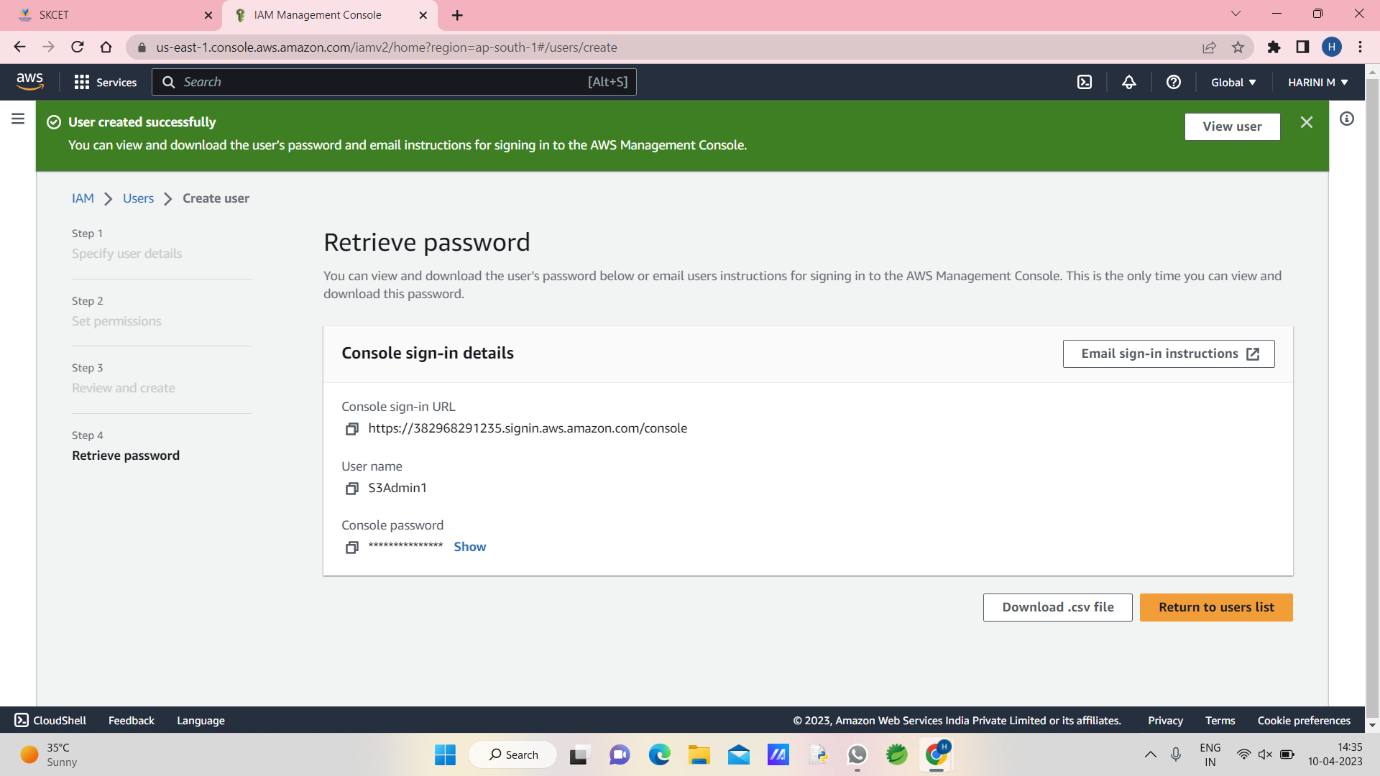 SKCET
IAM Management Console
us-east-1.console.aws.amazon.com/iamv2/home?region=ap-south-1#/users/create
H
aws
Services
Search
[Alt+S]
Global
HARINI M
User created successfully
You can view and download the user's password and email instructions for signing in to the AWS Management Console.
View user
IAM > Users > Create user
Step 1
Specify user details
Step 2
Set permissions
Step 3
Review and create
Step 4
Retrieve password
Retrieve password
You can view and download the user's password below or email users instructions for signing in to the AWS Management Console. This is the only time you can view and
download this password.
Console sign-in details
Email sign-in instructions
Console sign-in URL
https://382968291235.signin.aws.amazon.com/console
User name
S3Admin1
Console password
*************** Show
Download .csv file
Return to users list
CloudShell
Feedback
Language
© 2023, Amazon Web Services India Private Limited or its affiliates.
Privacy
Terms
Cookie preferences
35°C
Sunny
Search
H
ENG
IN
14:35
10-04-2023